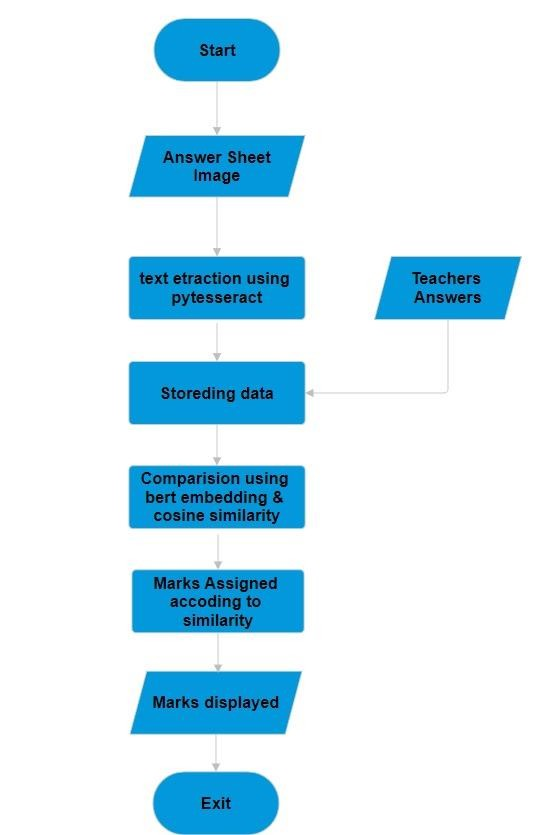 Start
Answer Sheet
Image
text etraction using
pytesseract
Teachers
Answers
Storeding data
Comparision using
bert embedding &
cosine similarity
Marks Assigned
accoding to
similarity
Marks displayed
Exit